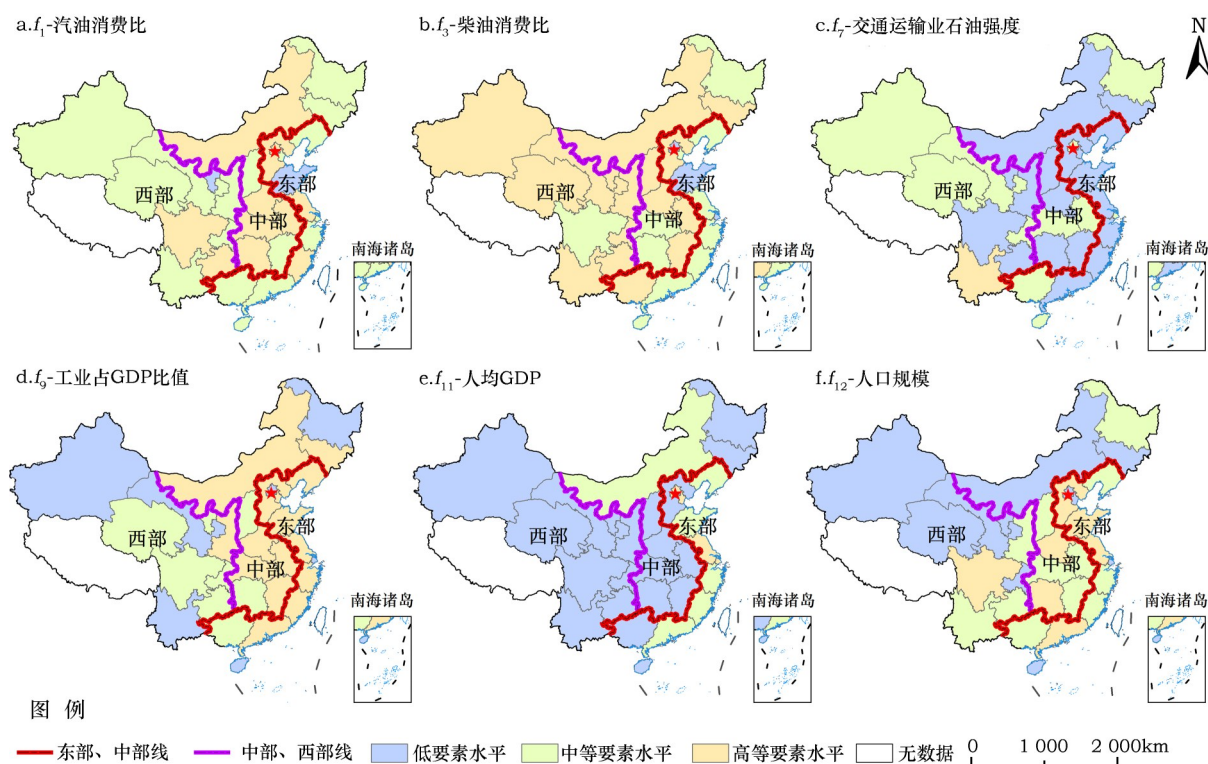 a.f₁-汽油消费比
b.f₃-柴油消费比
c.f₇-交通运输业石油强度
N
西部
中部
东部
南海诸岛
西部
中部
东部
南海诸岛
西部
中部
东部
南海诸岛
d.f₉-工业占GDP比值
e.f₁₁-人均GDP
f.f₁₂-人口规模
西部
中部
东部
南海诸岛
西部
中部
东部
南海诸岛
西部
中部
东部
南海诸岛
图 例
东部、中部线
中部、西部线
低要素水平
中等要素水平
高等要素水平
无数据
0 1 000 2 000km